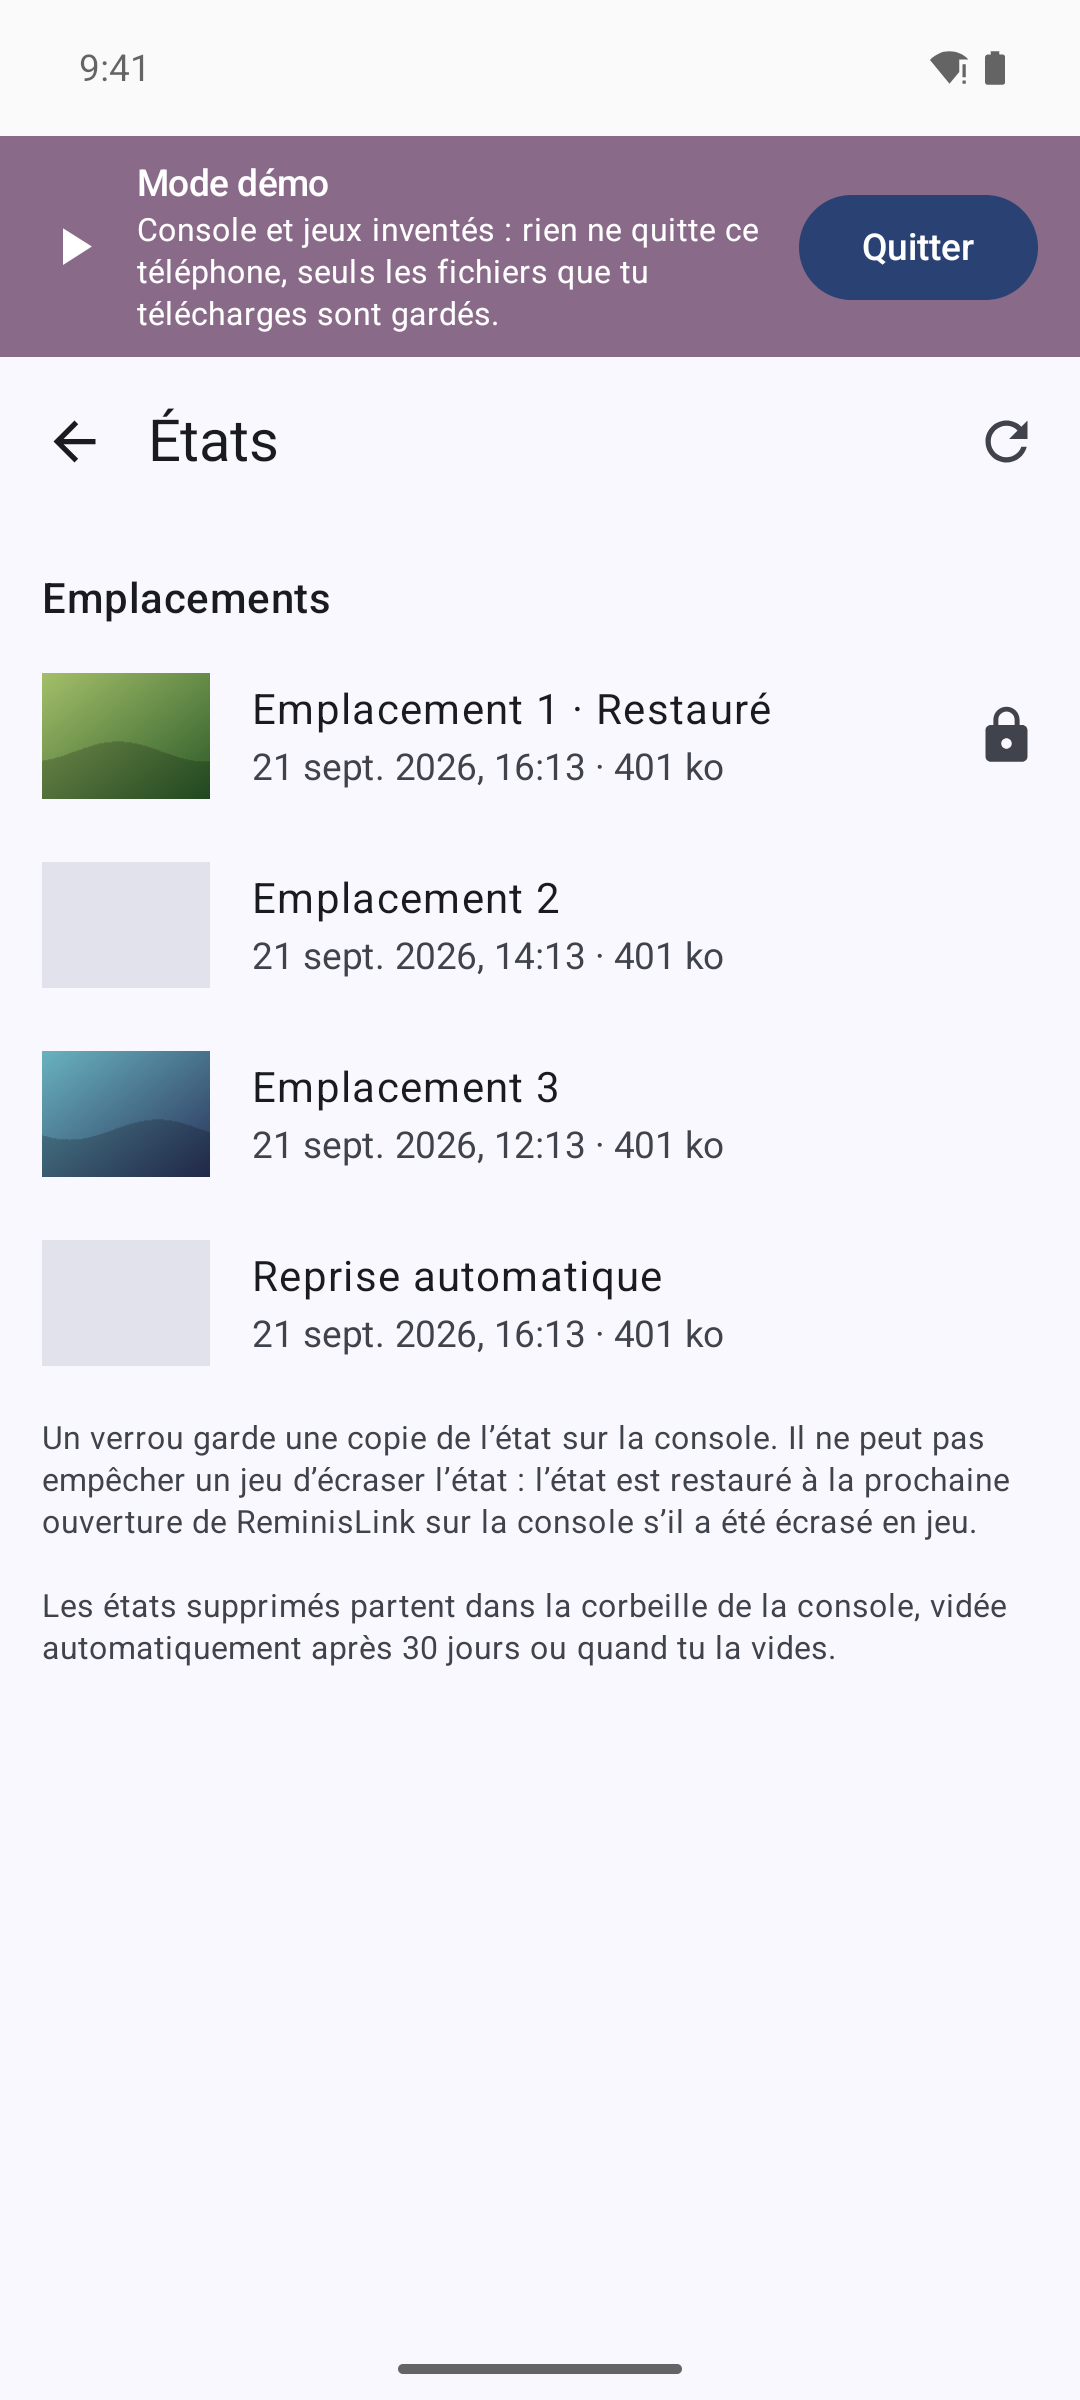 9:41
Mode démo
Console et jeux inventés : rien ne quitte ce
téléphone, seuls les fichiers que tu
télécharges sont gardés.
Quitter
États
Emplacements
Emplacement 1 · Restauré
21 sept. 2026, 16:13 · 401 ko
Emplacement 2
21 sept. 2026, 14:13 · 401 ko
Emplacement 3
21 sept. 2026, 12:13 · 401 ko
Reprise automatique
21 sept. 2026, 16:13 · 401 ko
Un verrou garde une copie de l’état sur la console. Il ne peut pas
empêcher un jeu d’écraser l’état : l’état est restauré à la prochaine
ouverture de ReminisLink sur la console s’il a été écrasé en jeu.
Les états supprimés partent dans la corbeille de la console, vidée
automatiquement après 30 jours ou quand tu la vides.